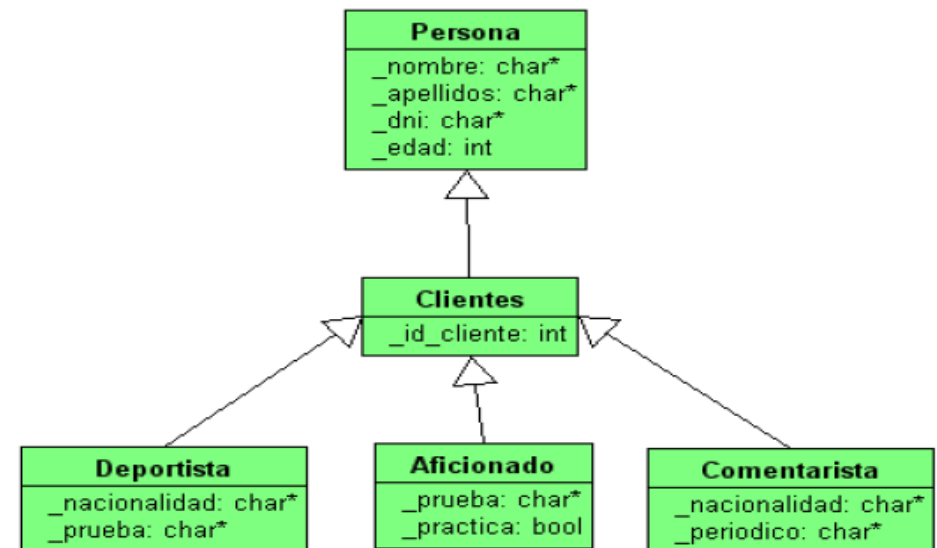 Persona
_nombre: char*
_apellidos: char*
_dni: char*
_edad: int
Clientes
_id_cliente: int
Deportista
_nacionalidad: char*
_prueba: char*
Aficionado
_prueba: char*
_practica: bool
Comentarista
_nacionalidad: char*
_periodico: char*